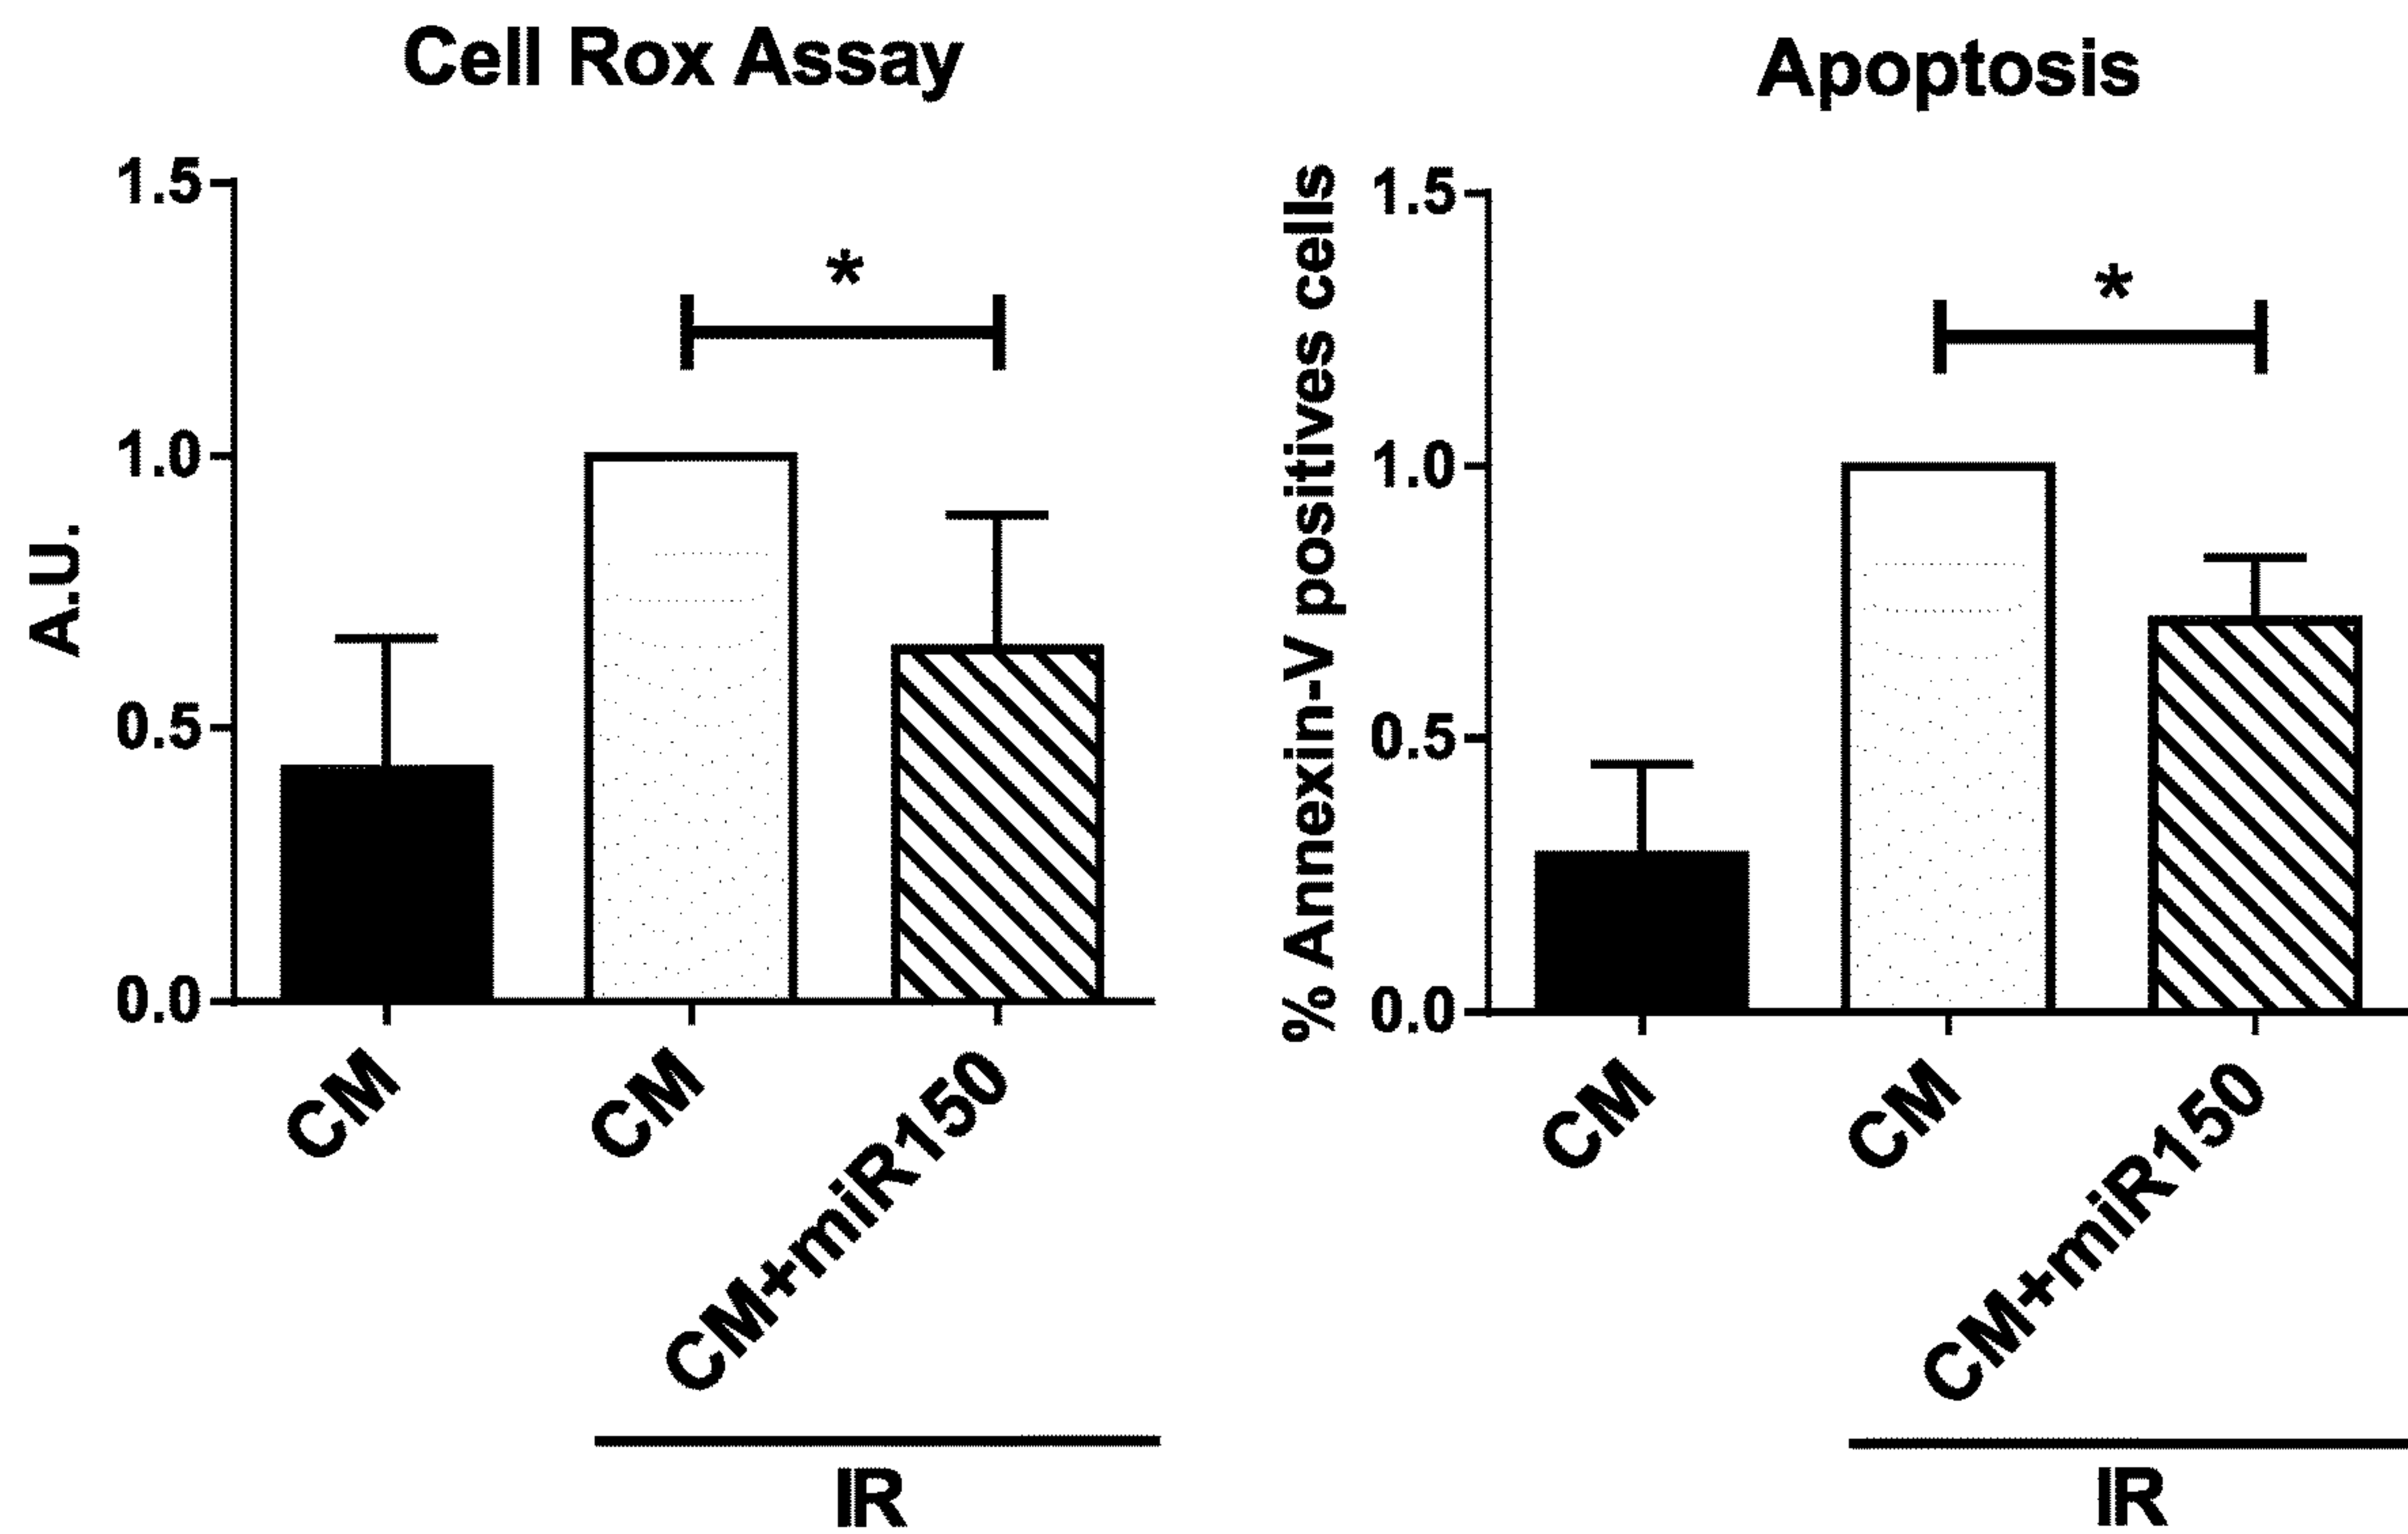 Cell Rox Assay
A.U.
1.5
1.0
0.5
0.0
*
CM
CM
CM+miR150
IR
Apoptosis
% Annexin-V positives cells
1.5
1.0
0.5
0.0
*
CM
CM
CM+miR150
IR